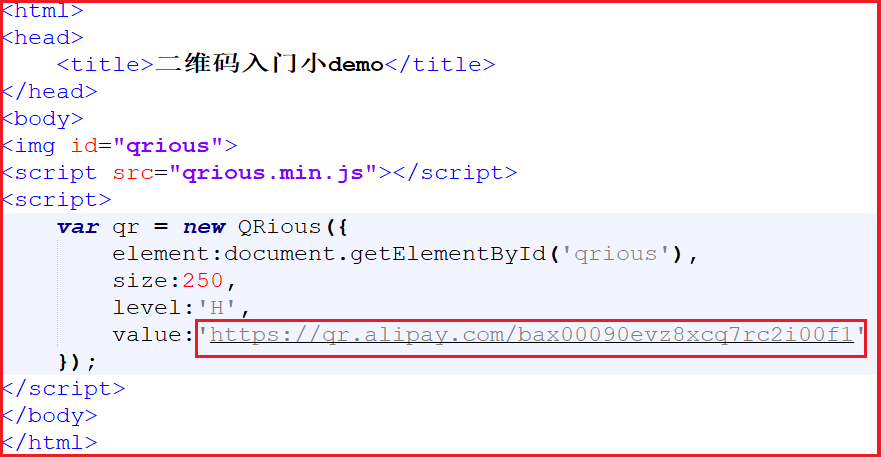 <html>
<head>
    <title>二维码入门小demo</title>
</head>
<body>
<img id="qrious">
<script src="qrious.min.js"></script>
<script>
    var qr = new QRious({
        element:document.getElementById('qrious'),
        size:250,
        level:'H',
        value:'https://qr.alipay.com/bax00090evz8xcq7rc2i00f1'
    });
</script>
</body>
</html>